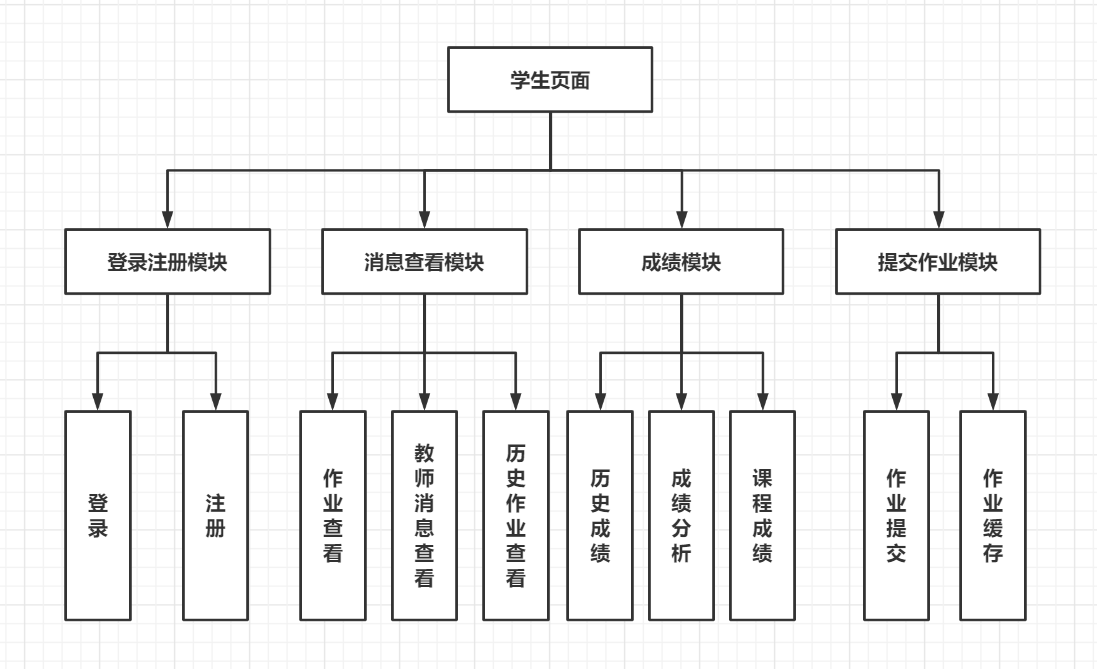 学生页面
登录注册模块
消息查看模块
成绩模块
提交作业模块
登录
注册
作业查看
教师消息查看
历史作业查看
历史成绩
成绩分析
课程成绩
作业提交
作业缓存